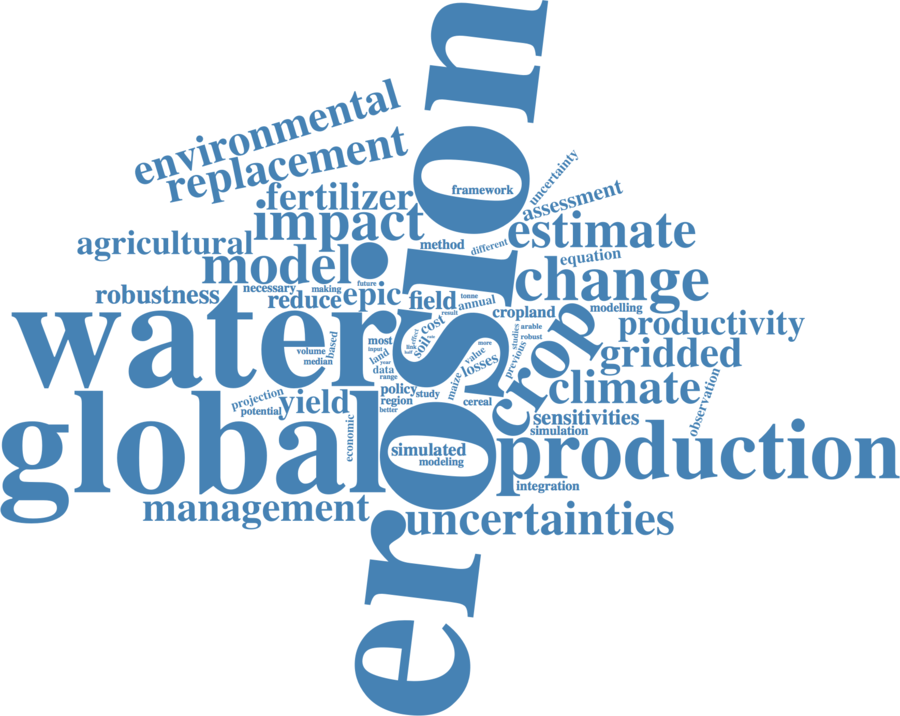 erosion
environmental
replacement
framework
uncertainty
fertilizer
assessment
impact
estimate
agricultural
method
different
equation
model
future
change
robustness
necessary
making
reduce
epic
field
tonne
annual
result
cropland
modelling
water
crop
productivity
cost
effect
soil
link
arable
robust
studies
previous
most
input
land
year
data
range
more
value
losses
maize
cereal
gridded
volume
median
based
climate
observation
policy
study
region
better
projection
potential
yield
economic
sensitivities
simulation
global
simulated
modeling
production
integration
management
uncertainties